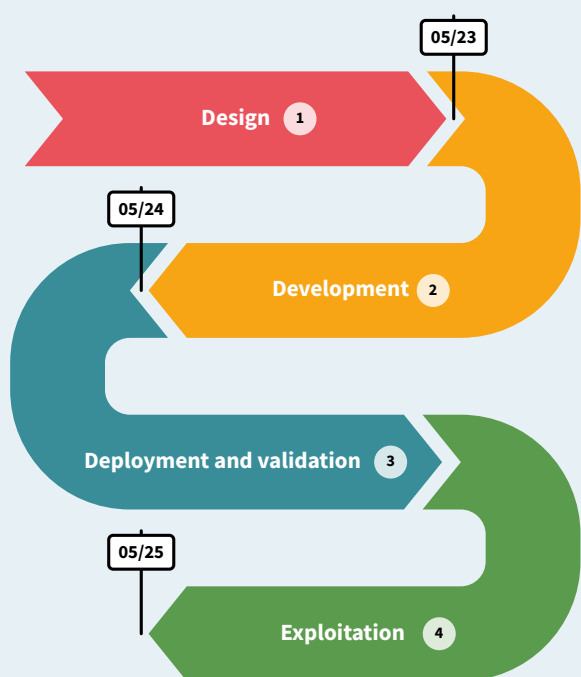 05/23
Design 1
05/24
Development 2
Deployment and validation 3
05/25
Exploitation 4